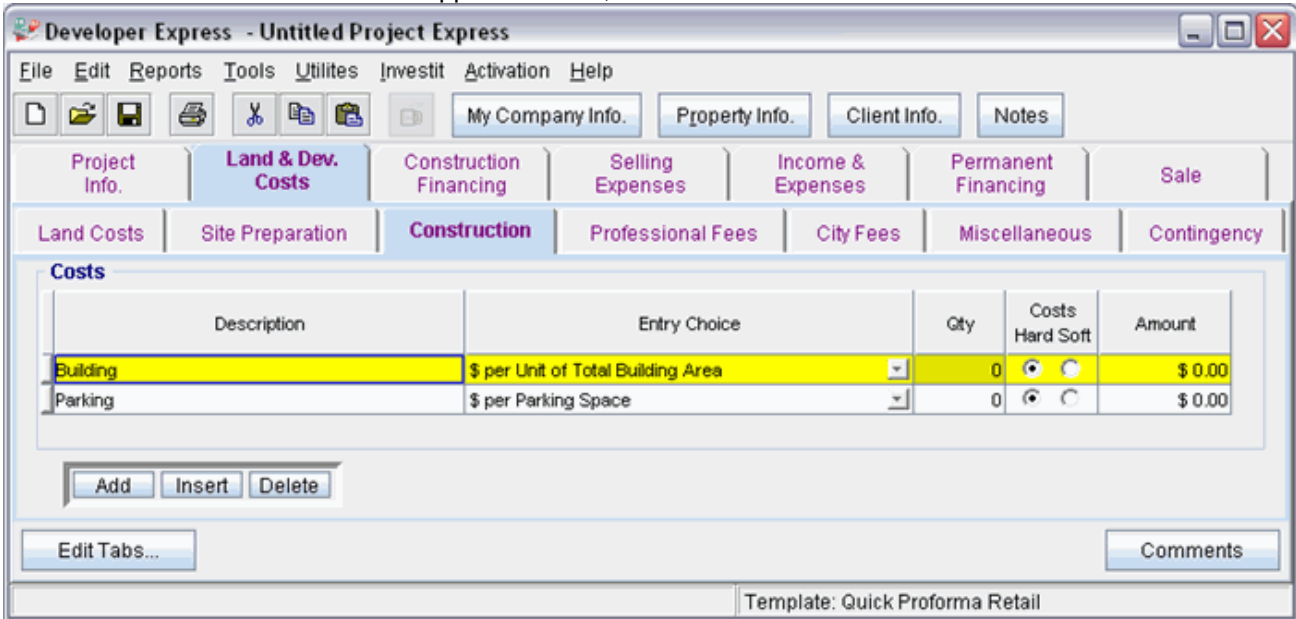 Developer Express - Untitled Project Express
File Edit Reports Tools Utilites Investit Activation Help
My Company Info. Property Info. Client Info. Notes
Project Info. Land & Dev. Costs Construction Financing Selling Expenses Income & Expenses Permanent Financing Sale
Land Costs Site Preparation Construction Professional Fees City Fees Miscellaneous Contingency
Costs
Description Entry Choice Qty Costs Hard Soft Amount
Building $ per Unit of Total Building Area 0 $ 0.00
Parking $ per Parking Space 0 $ 0.00
Add Insert Delete
Edit Tabs... Comments
Template: Quick Proforma Retail